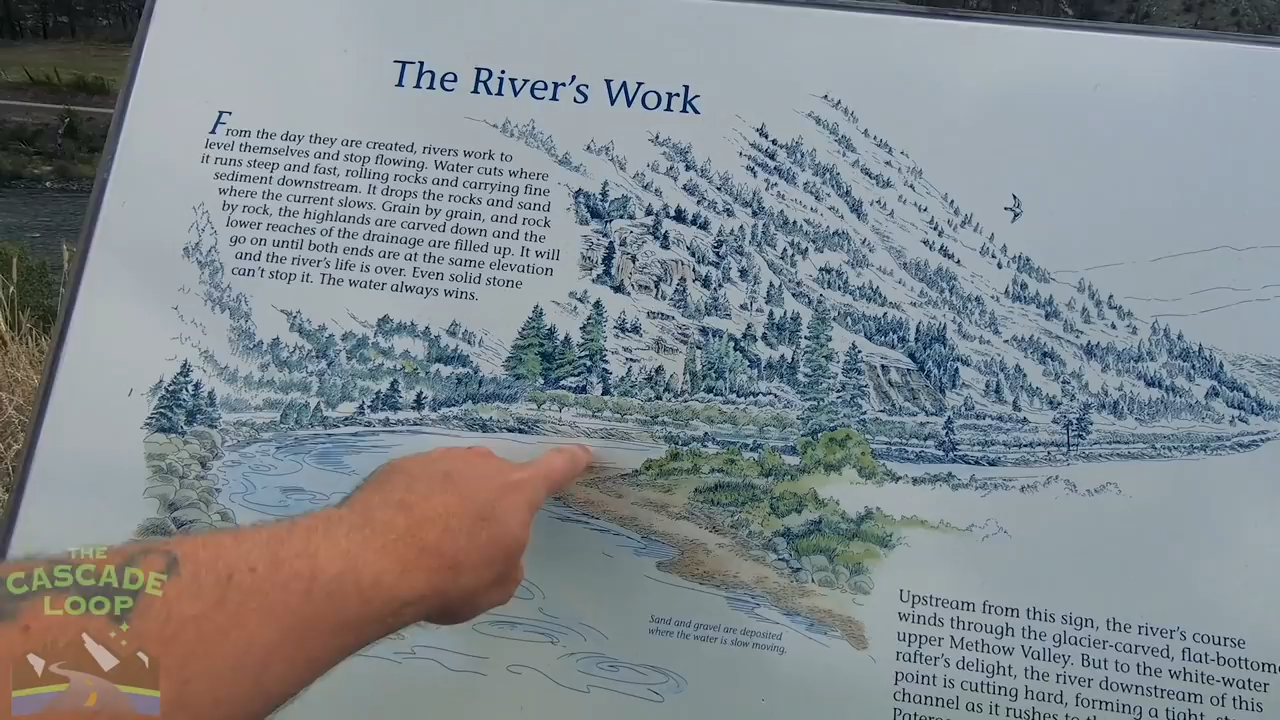 The River's Work
From the day they are created, rivers work to
level themselves and stop flowing. Water cuts where
it runs steep and fast, rolling rocks and carrying fine
sediment downstream. It drops the rocks and sand
where the current slows. Grain by grain, and rock
by rock, the highlands are carved down and the
lower reaches of the drainage are filled up. It will
go on until both ends are at the same elevation
and the river's life is over. Even solid stone
can't stop it. The water always wins.
Sand and gravel are deposited
where the water is slow moving.
Upstream from this sign, the river's course
winds through the glacier-carved, flat-bottome
upper Methow Valley. But to the white-water
rafter's delight, the river downstream of this
point is cutting hard, forming a tight, st
channel as it rushes to
THE
CASCADE
LOOP